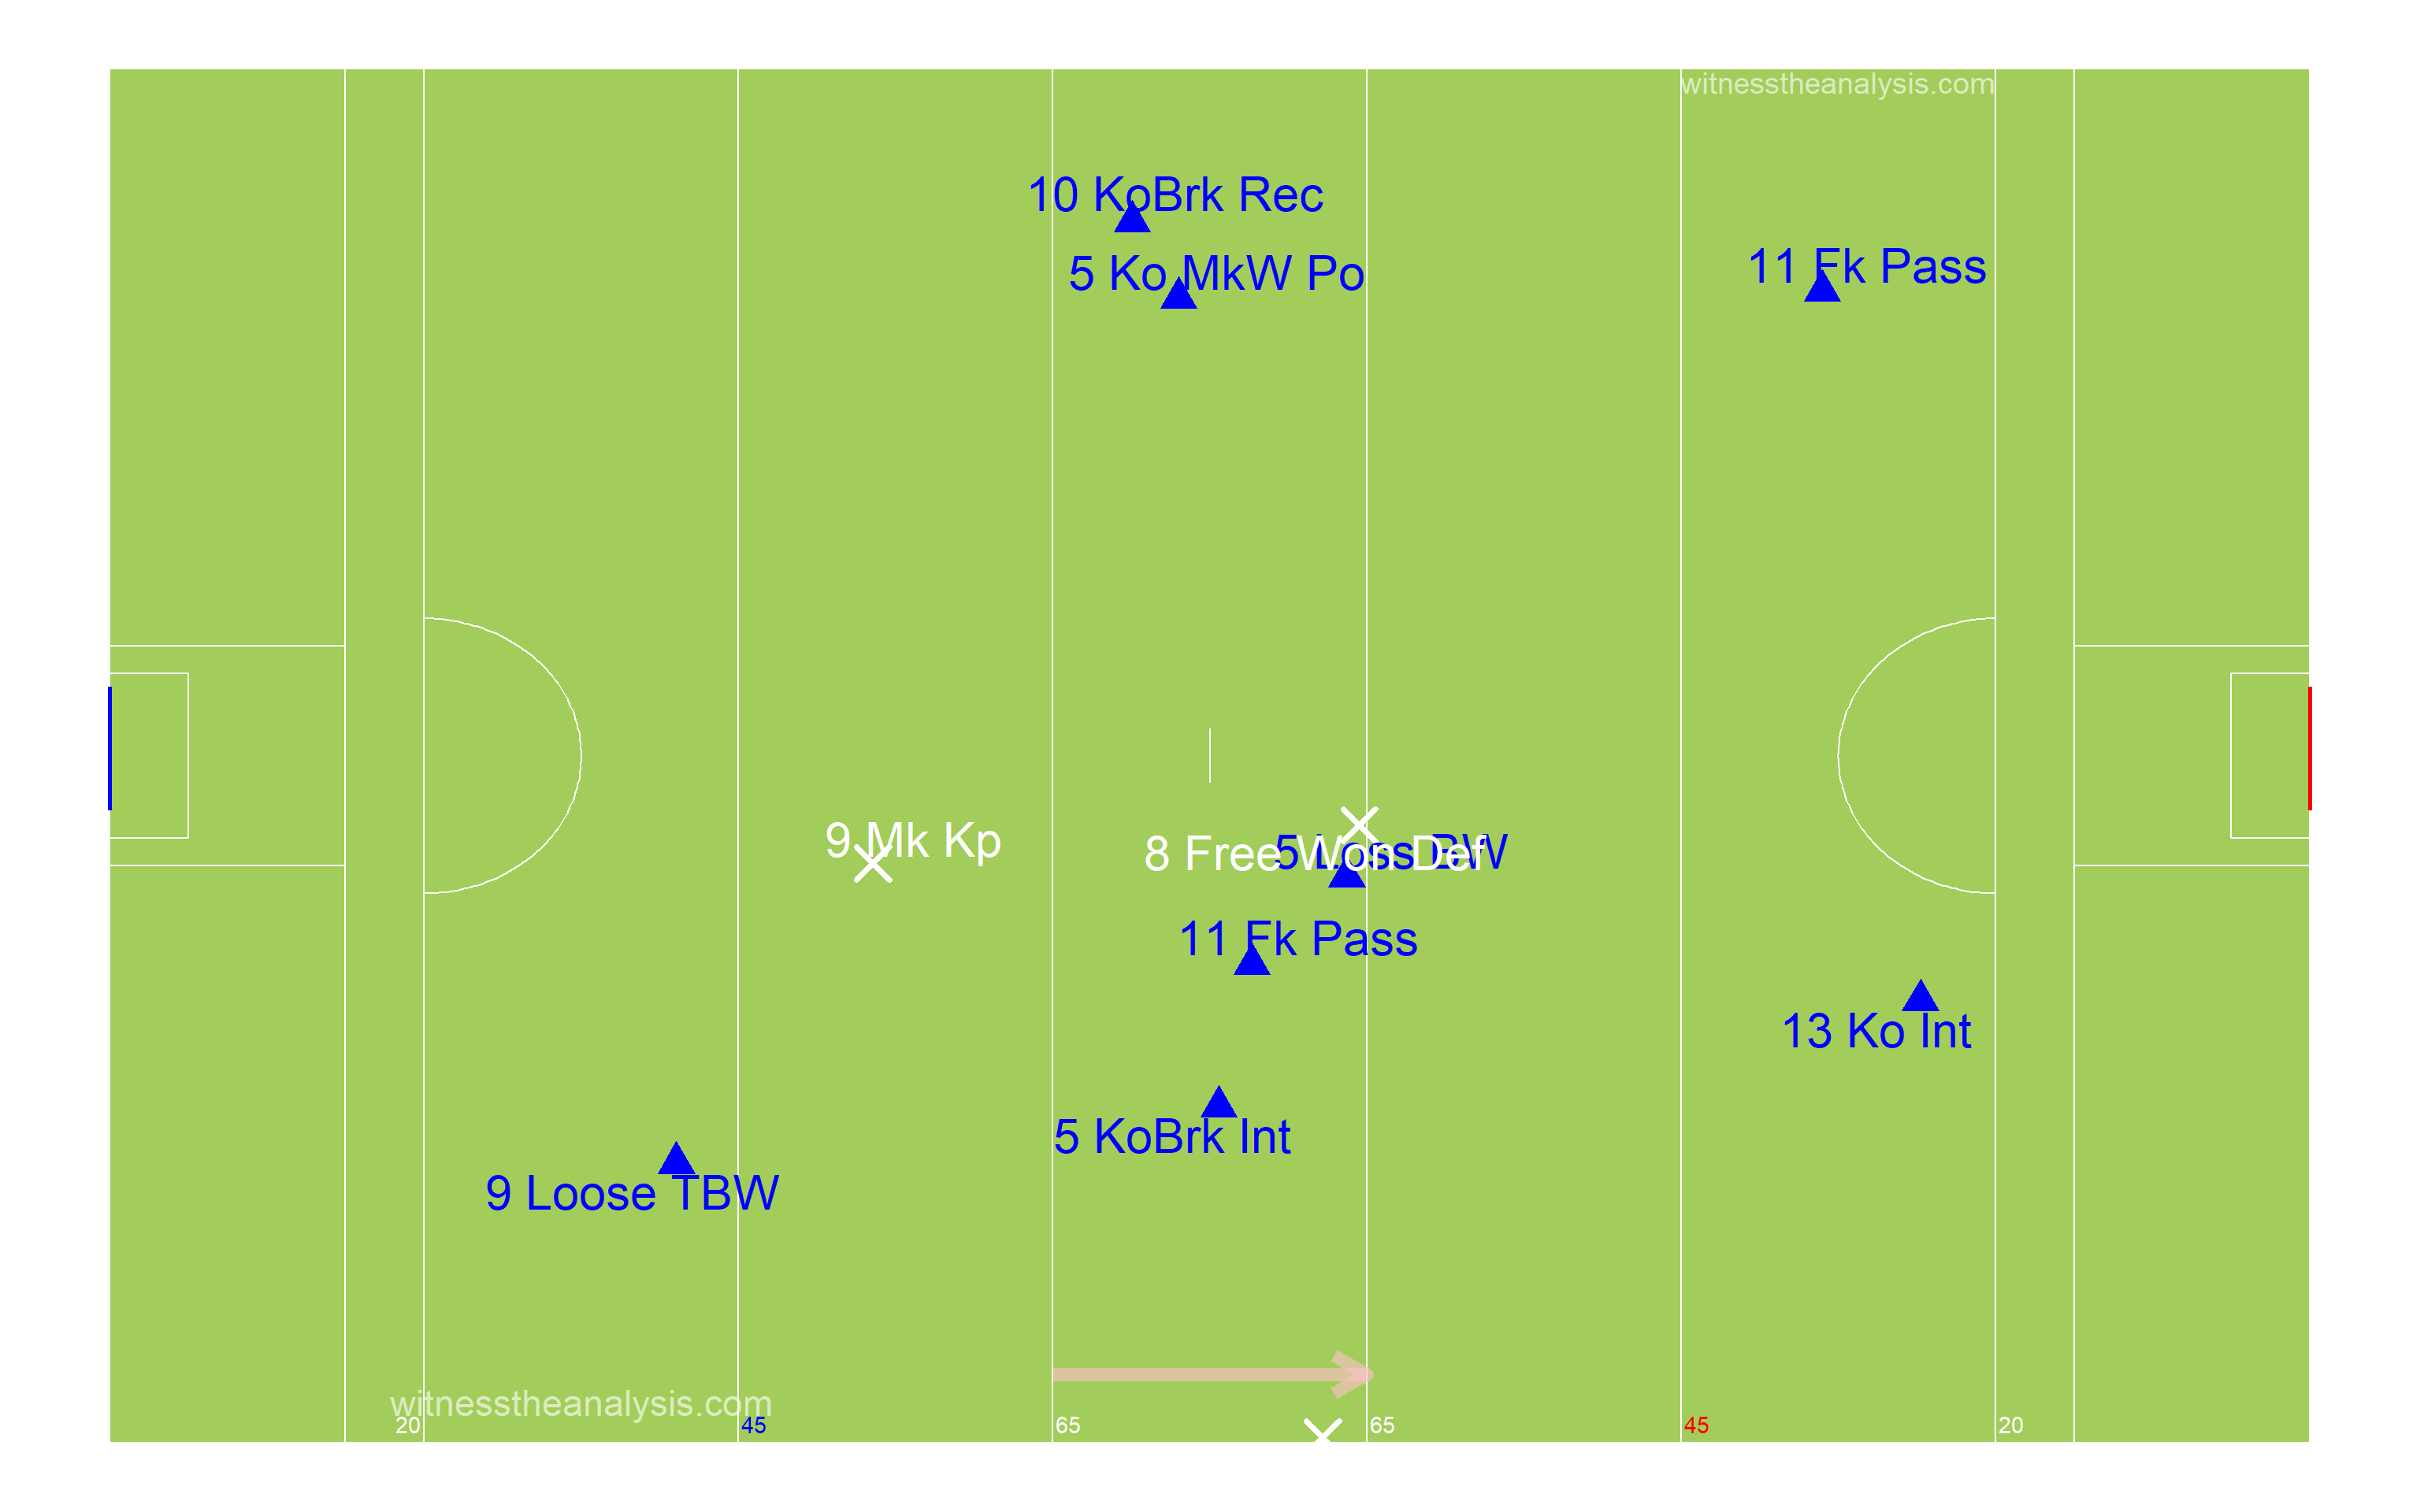 witnesstheanalysis.com
10 KoBrk Rec
5 Ko MkW Po
11 Fk Pass
9 Mk Kp
8 Free Won Def
5 Loss BW
11 Fk Pass
13 Ko Int
5 KoBrk Int
9 Loose TBW
witnesstheanalysis.com
20
45
65
65
45
20